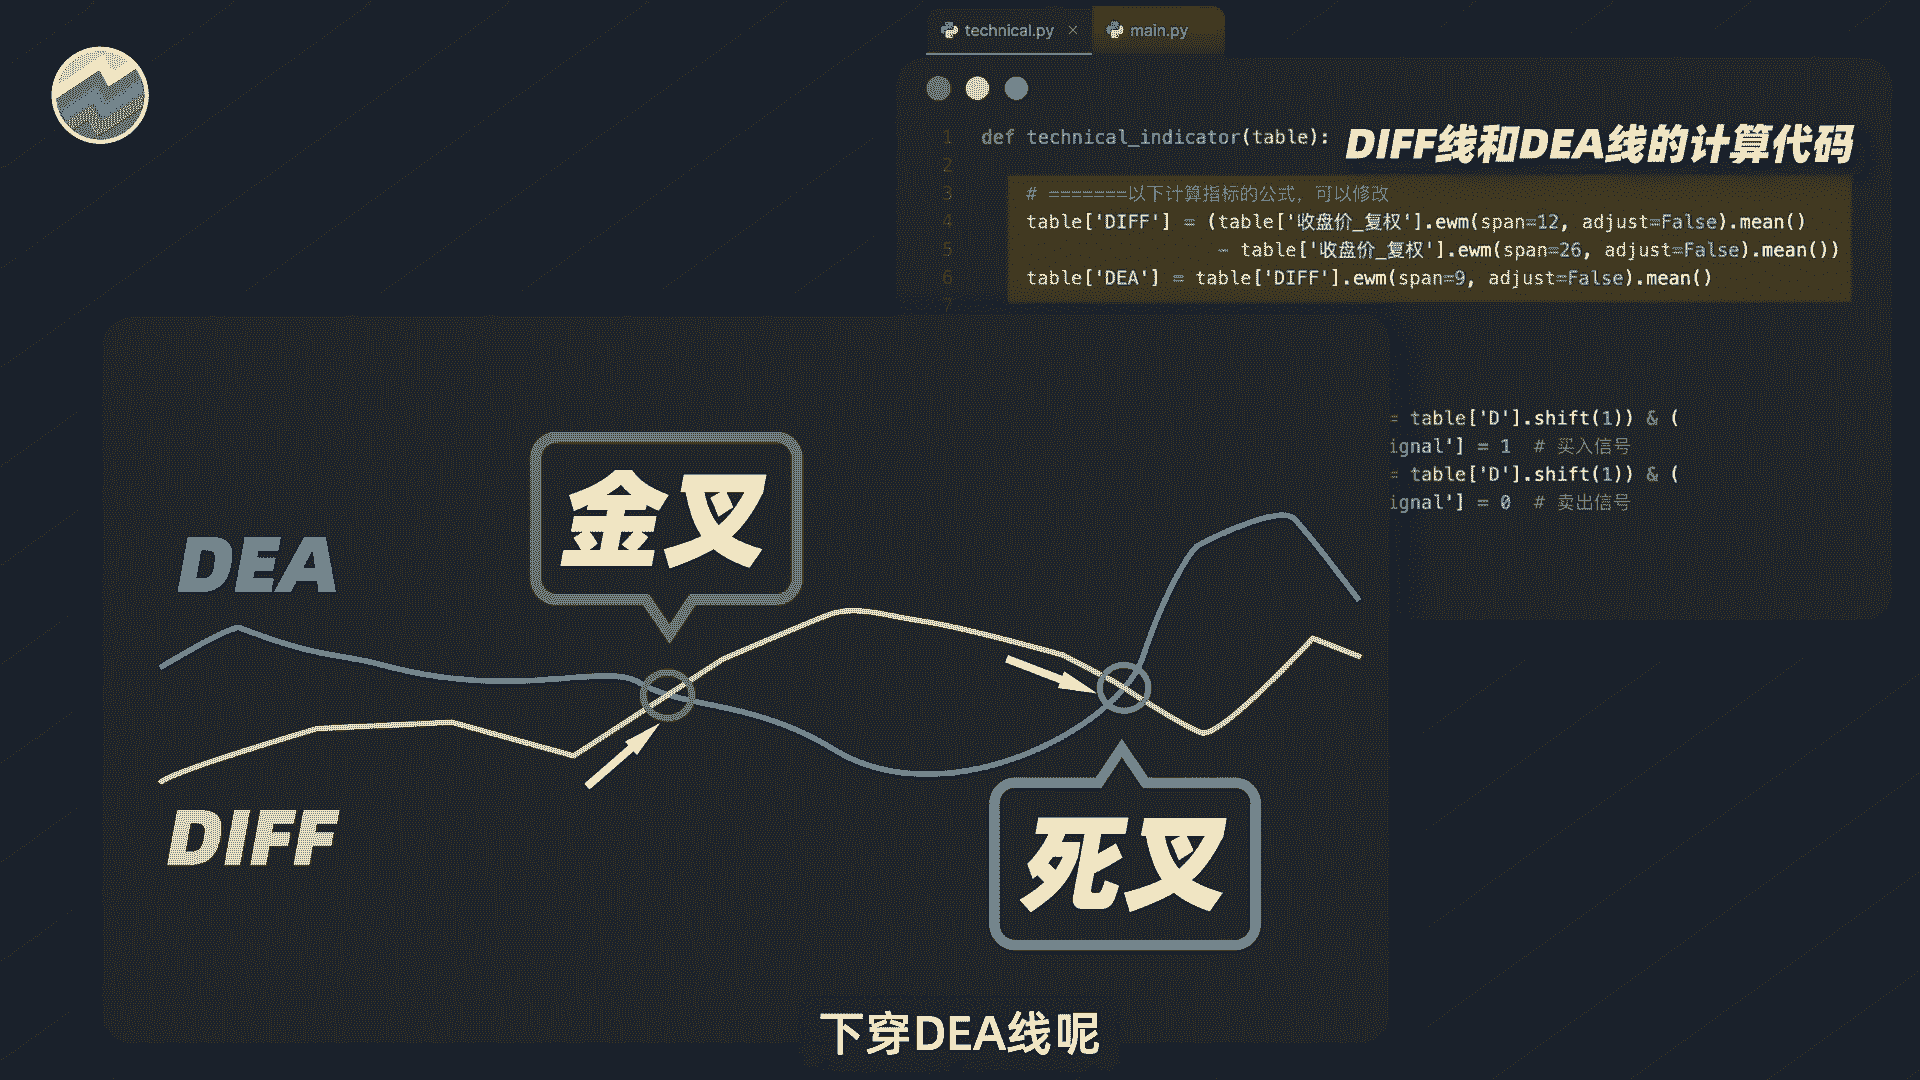 technical.py ×
main.py
DIFF线和DEA线的计算代码
1 def technical_indicator(table):
2
3 # =======以下计算指标的公式, 可以修改
4 table['DIFF'] = (table['收盘价_复权'].ewm(span=12, adjust=False).mean()
5 - table['收盘价_复权'].ewm(span=26, adjust=False).mean())
6 table['DEA'] = table['DIFF'].ewm(span=9, adjust=False).mean()
7
= table['D'].shift(1)) & (
ignal'] = 1 # 买入信号
= table['D'].shift(1)) & (
ignal'] = 0 # 卖出信号
金叉
DEA
DIFF
死叉
下穿DEA线呢